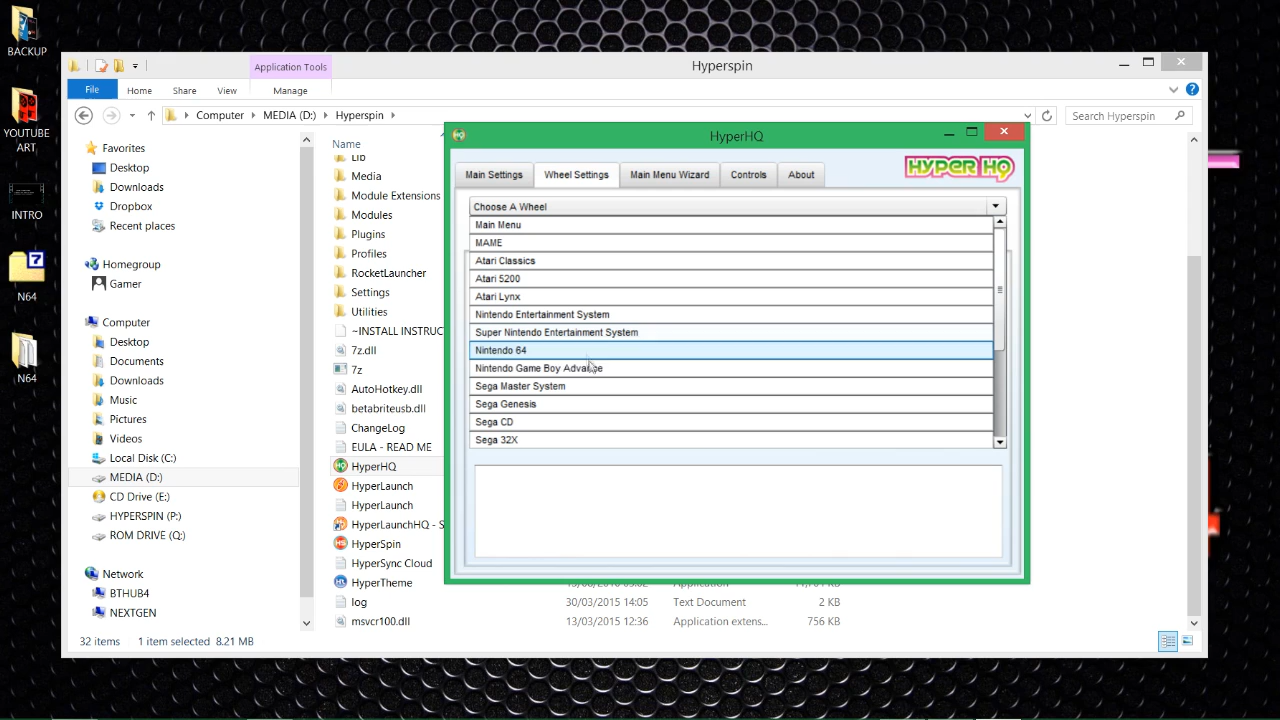 BACKUP
YOUTUBE
ART
INTRO
7
N64
N64
Application Tools
Hyperspin
File Home Share View Manage
Computer MEDIA (D:) Hyperspin
Search Hyperspin
Favorites
Desktop
Downloads
Dropbox
Recent places
Homegroup
Gamer
Computer
Desktop
Documents
Downloads
Music
Pictures
Videos
Local Disk (C:)
MEDIA (D:)
CD Drive (E:)
HYPERSPIN (P:)
ROM DRIVE (Q:)
Network
BTHUB4
NEXTGEN
32 items 1 item selected 8.21 MB
Name
Lib
Media
Module Extensions
Modules
Plugins
Profiles
RocketLauncher
Settings
Utilities
~INSTALL INSTRUC
7z.dll
7z
AutoHotkey.dll
betabriteusb.dll
ChangeLog
EULA - READ ME
HyperHQ
HyperLaunch
HyperLaunch
HyperLaunchHQ - S
HyperSpin
HyperSync Cloud
HyperTheme
log 30/03/2015 14:05 Text Document 2 KB
msvcr100.dll 13/03/2015 12:36 Application extens... 756 KB
HyperHQ
Main Settings Wheel Settings Main Menu Wizard Controls About
HYPER HQ
Choose A Wheel
Main Menu
MAME
Atari Classics
Atari 5200
Atari Lynx
Nintendo Entertainment System
Super Nintendo Entertainment System
Nintendo 64
Nintendo Game Boy Advance
Sega Master System
Sega Genesis
Sega CD
Sega 32X